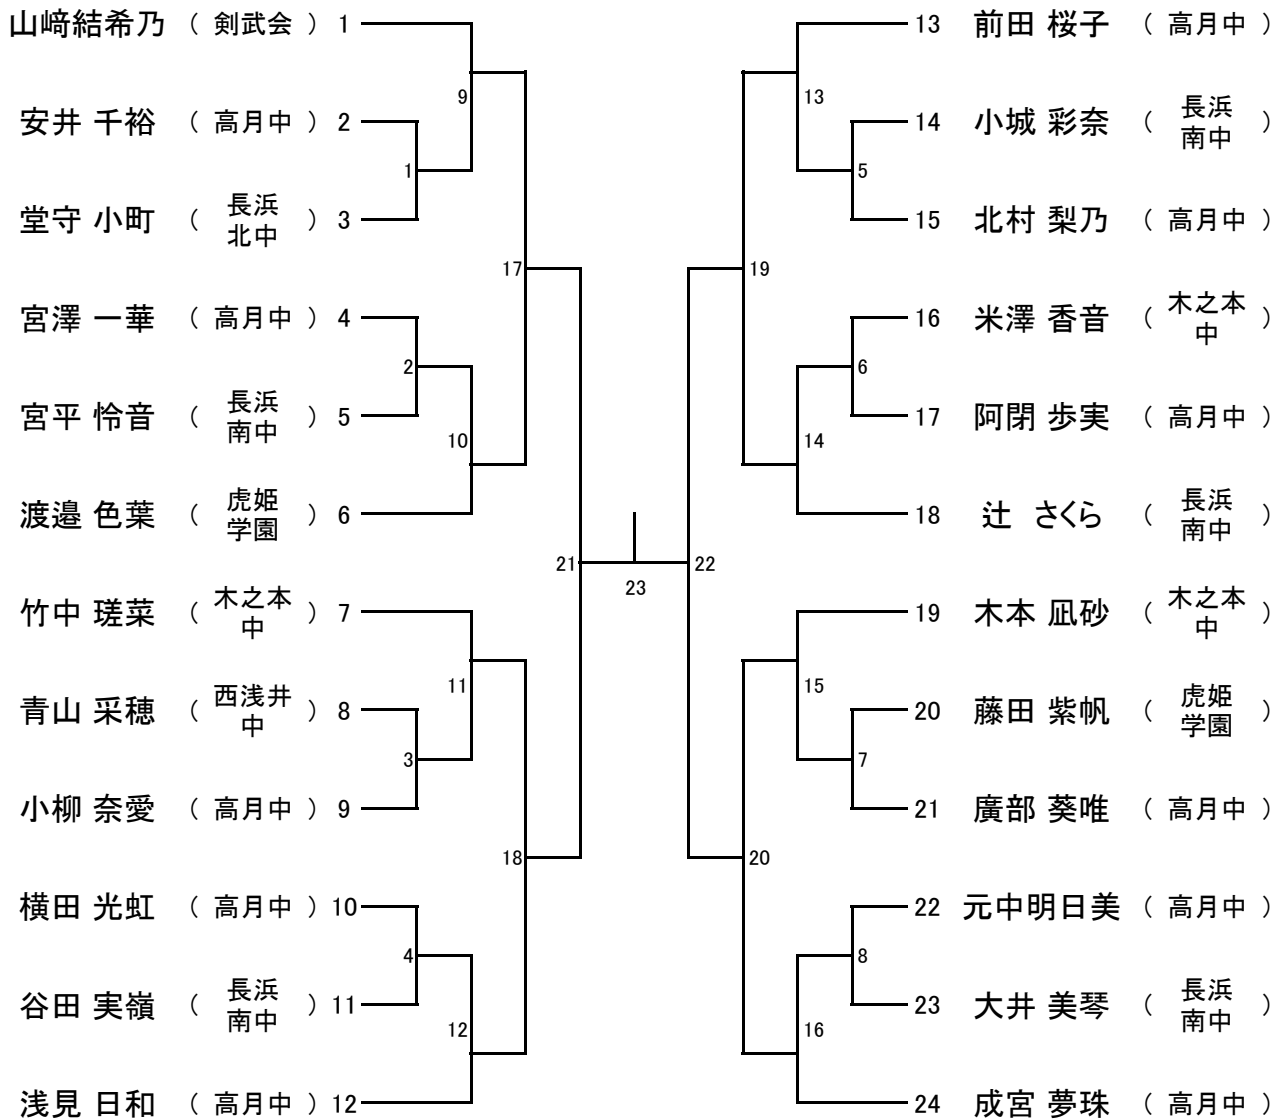 山﨑結希乃 （ 剣武会 ） 1
安井 千裕 （ 高月中 ） 2
堂守 小町 （ 長浜北中 ） 3
宮澤 一華 （ 高月中 ） 4
宮平 怜音 （ 長浜南中 ） 5
渡邉 色葉 （ 虎姫学園 ） 6
竹中 瑳菜 （ 木之本中 ） 7
青山 采穂 （ 西浅井中 ） 8
小柳 奈愛 （ 高月中 ） 9
横田 光虹 （ 高月中 ） 10
谷田 実嶺 （ 長浜南中 ） 11
浅見 日和 （ 高月中 ） 12
9
1
17
2
10
21
11
3
18
4
12
23
13
5
19
6
14
22
15
7
20
8
16
13 前田 桜子 （ 高月中 ）
14 小城 彩奈 （ 長浜南中 ）
15 北村 梨乃 （ 高月中 ）
16 米澤 香音 （ 木之本中 ）
17 阿閉 歩実 （ 高月中 ）
18 辻 さくら （ 長浜南中 ）
19 木本 凪砂 （ 木之本中 ）
20 藤田 紫帆 （ 虎姫学園 ）
21 廣部 葵唯 （ 高月中 ）
22 元中明日美 （ 高月中 ）
23 大井 美琴 （ 長浜南中 ）
24 成宮 夢珠 （ 高月中 ）